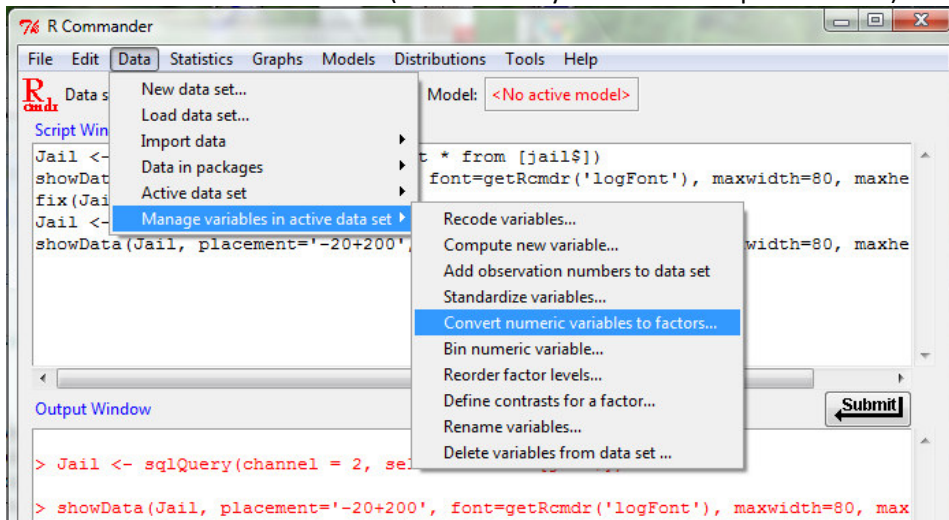 R Commander
File Edit Data Statistics Graphs Models Distributions Tools Help
R
cmdr
Data s
Model: <No active model>
New data set...
Load data set...
Import data
Data in packages
Active data set
Manage variables in active data set
Script Win
Jail <- t * from [jail$])
showDat font=getRcmdr('logFont'), maxwidth=80, maxhe
fix(Jai
Jail <-
showData(Jail, placement='-20+200', width=80, maxhe
Recode variables...
Compute new variable...
Add observation numbers to data set
Standardize variables...
Convert numeric variables to factors...
Bin numeric variable...
Reorder factor levels...
Define contrasts for a factor...
Rename variables...
Delete variables from data set ...
Output Window
Submit
> Jail <- sqlQuery(channel = 2, sel
> showData(Jail, placement='-20+200', font=getRcmdr('logFont'), maxwidth=80, max